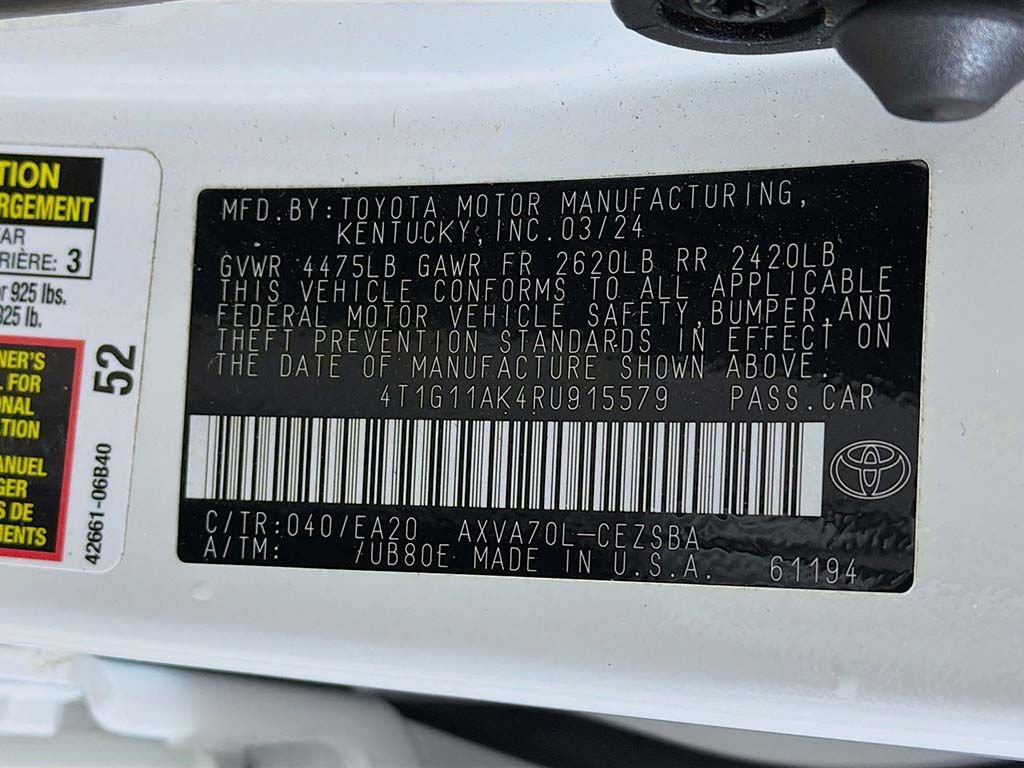 TION
RGEMENT
AR
RIÈRE: 3
r 925 lbs.
925 lb.
NER'S
FOR
ONAL
TION
ANUEL
GER
S DE
MENTS
52
42661-06B40
MFD.BY:TOYOTA MOTOR MANUFACTURING,
KENTUCKY,INC.03/24
GVWR 4475LB GAWR FR 2620LB RR 2420LB
THIS VEHICLE CONFORMS TO ALL APPLICABLE
FEDERAL MOTOR VEHICLE SAFETY,BUMPER,AND
THEFT PREVENTION STANDARDS IN EFFECT ON
THE DATE OF MANUFACTURE SHOWN ABOVE.
4T1G11AK4RU915579 PASS.CAR
C/TR:040/EA20 AXVA70L-CEZSBA
A/TM: /UB80E MADE IN U.S.A. 61194